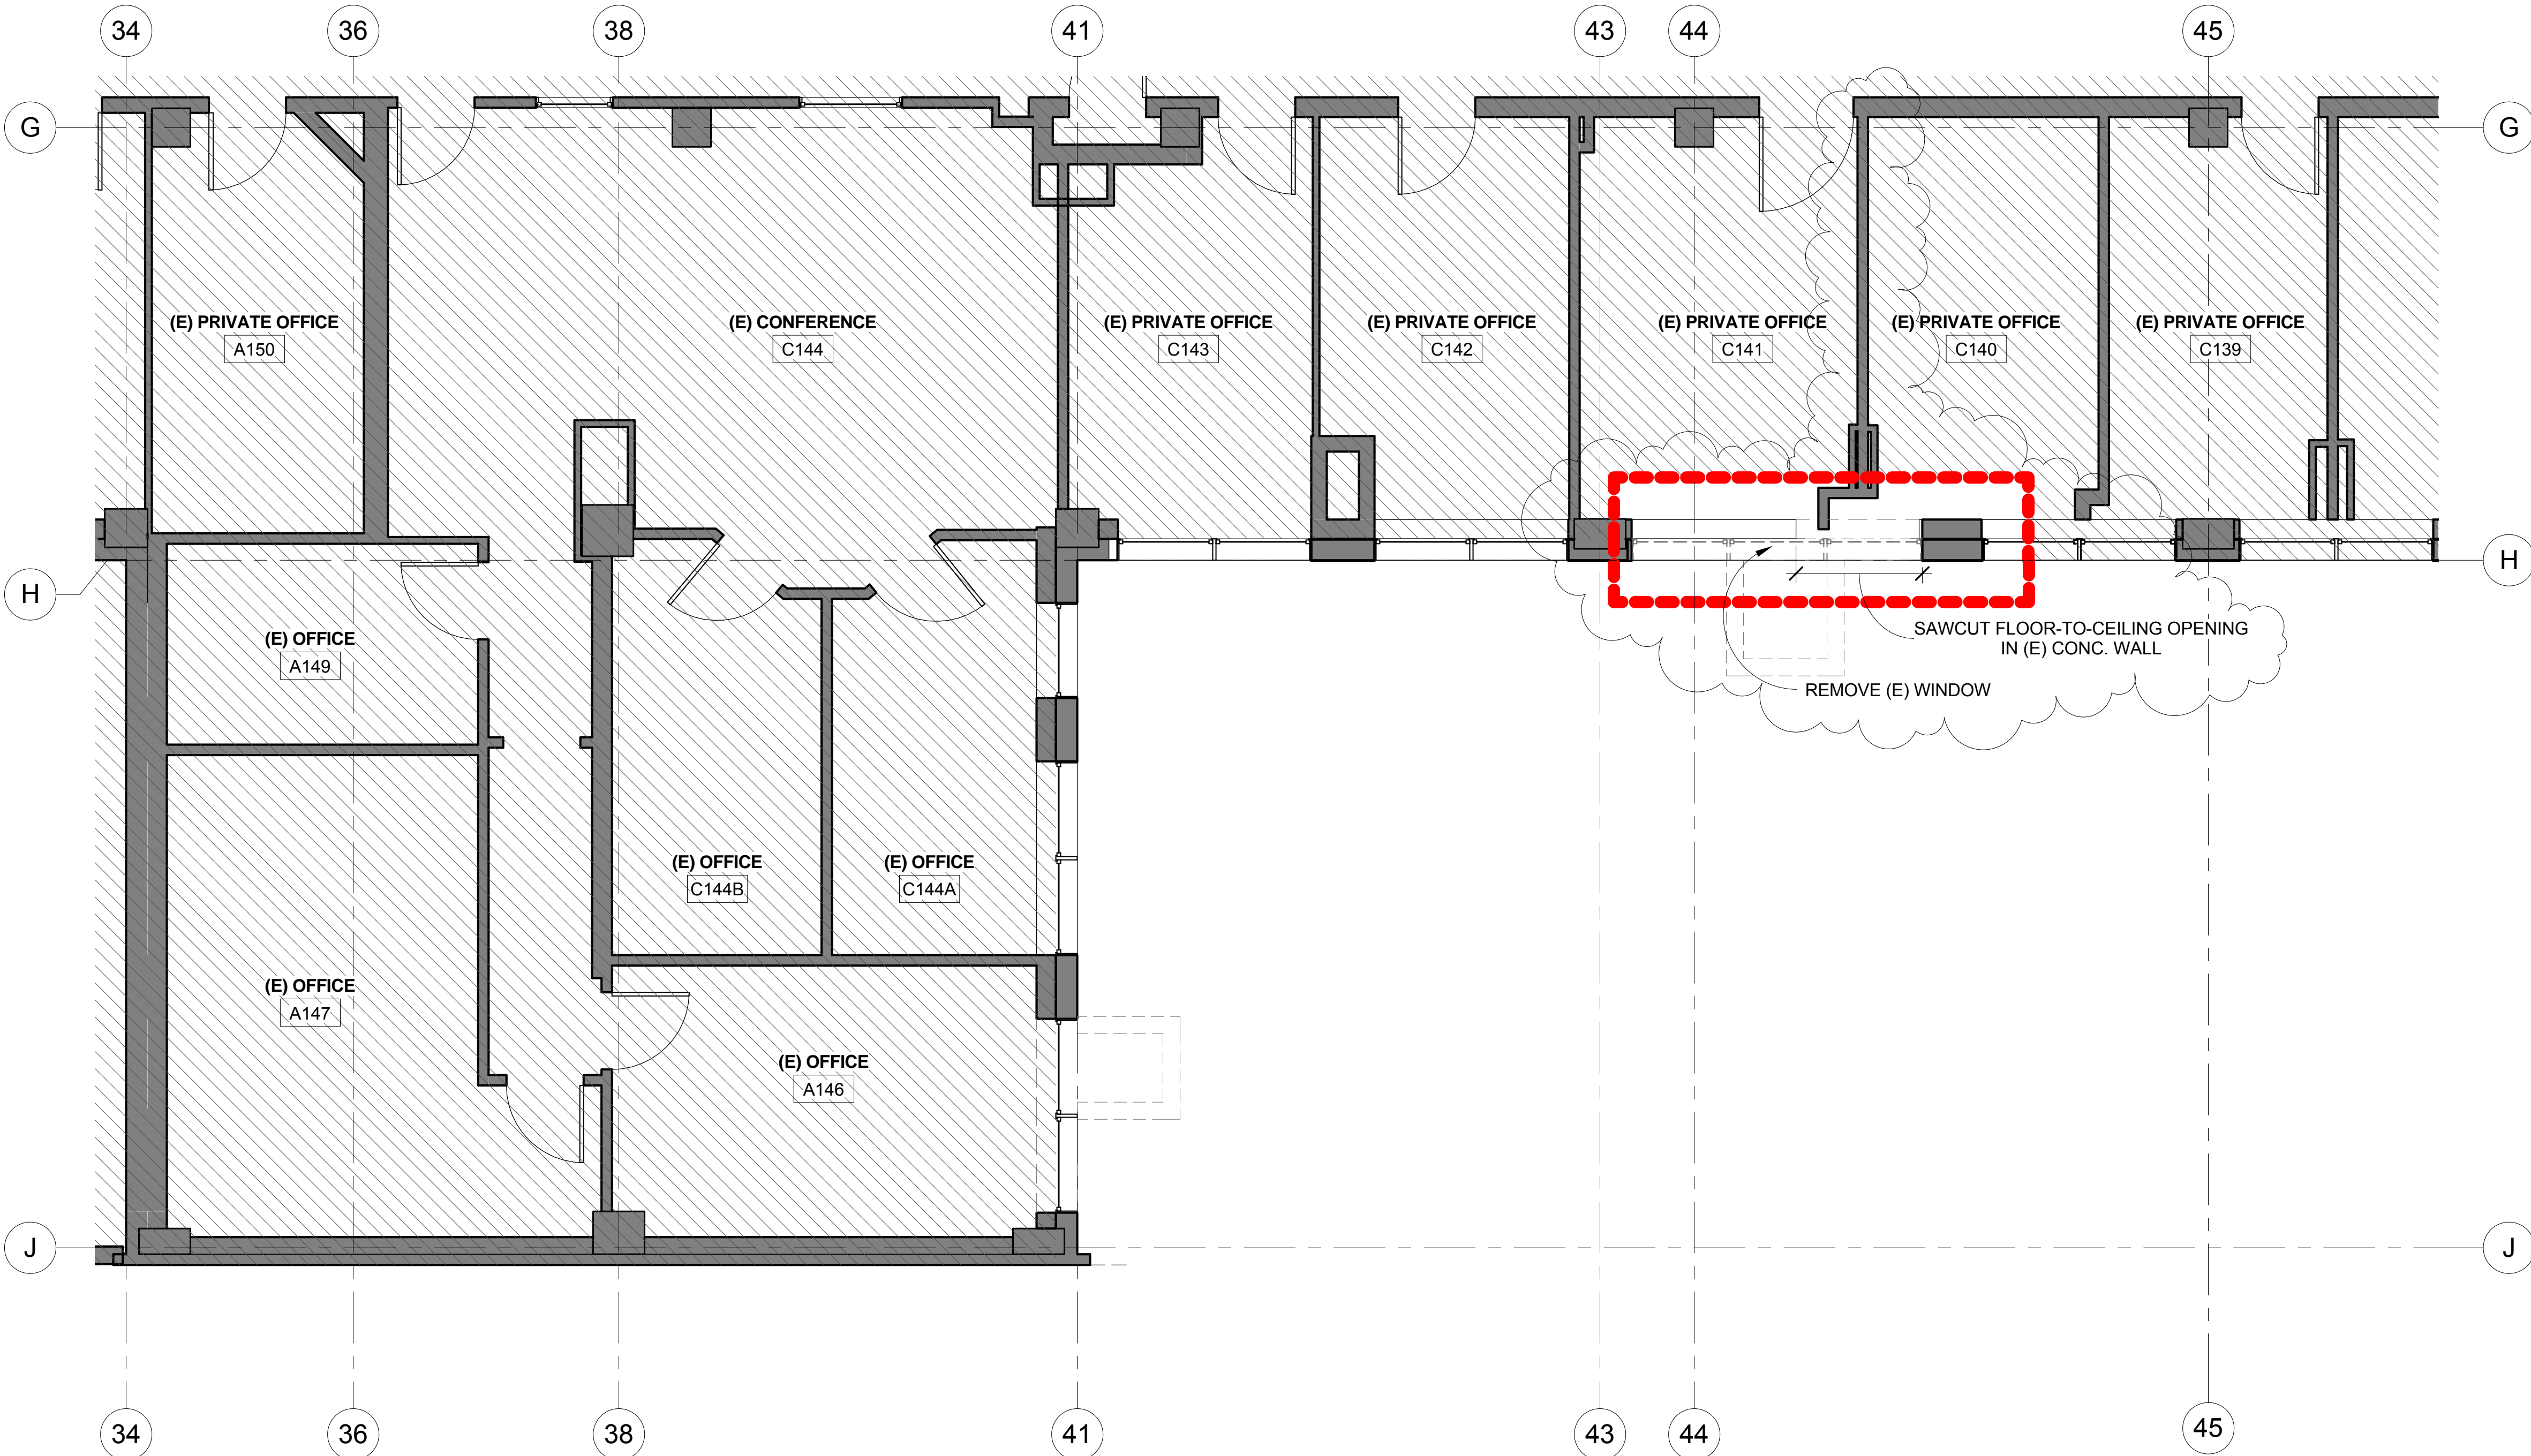 34
36
38
41
43
44
45
G
G
(E) PRIVATE OFFICE
A150
(E) CONFERENCE
C144
(E) PRIVATE OFFICE
C143
(E) PRIVATE OFFICE
C142
(E) PRIVATE OFFICE
C141
(E) PRIVATE OFFICE
C140
(E) PRIVATE OFFICE
C139
H
H
(E) OFFICE
A149
SAWCUT FLOOR-TO-CEILING OPENING
IN (E) CONC. WALL
REMOVE (E) WINDOW
(E) OFFICE
C144B
(E) OFFICE
C144A
(E) OFFICE
A147
(E) OFFICE
A146
J
J
34
36
38
41
43
44
45